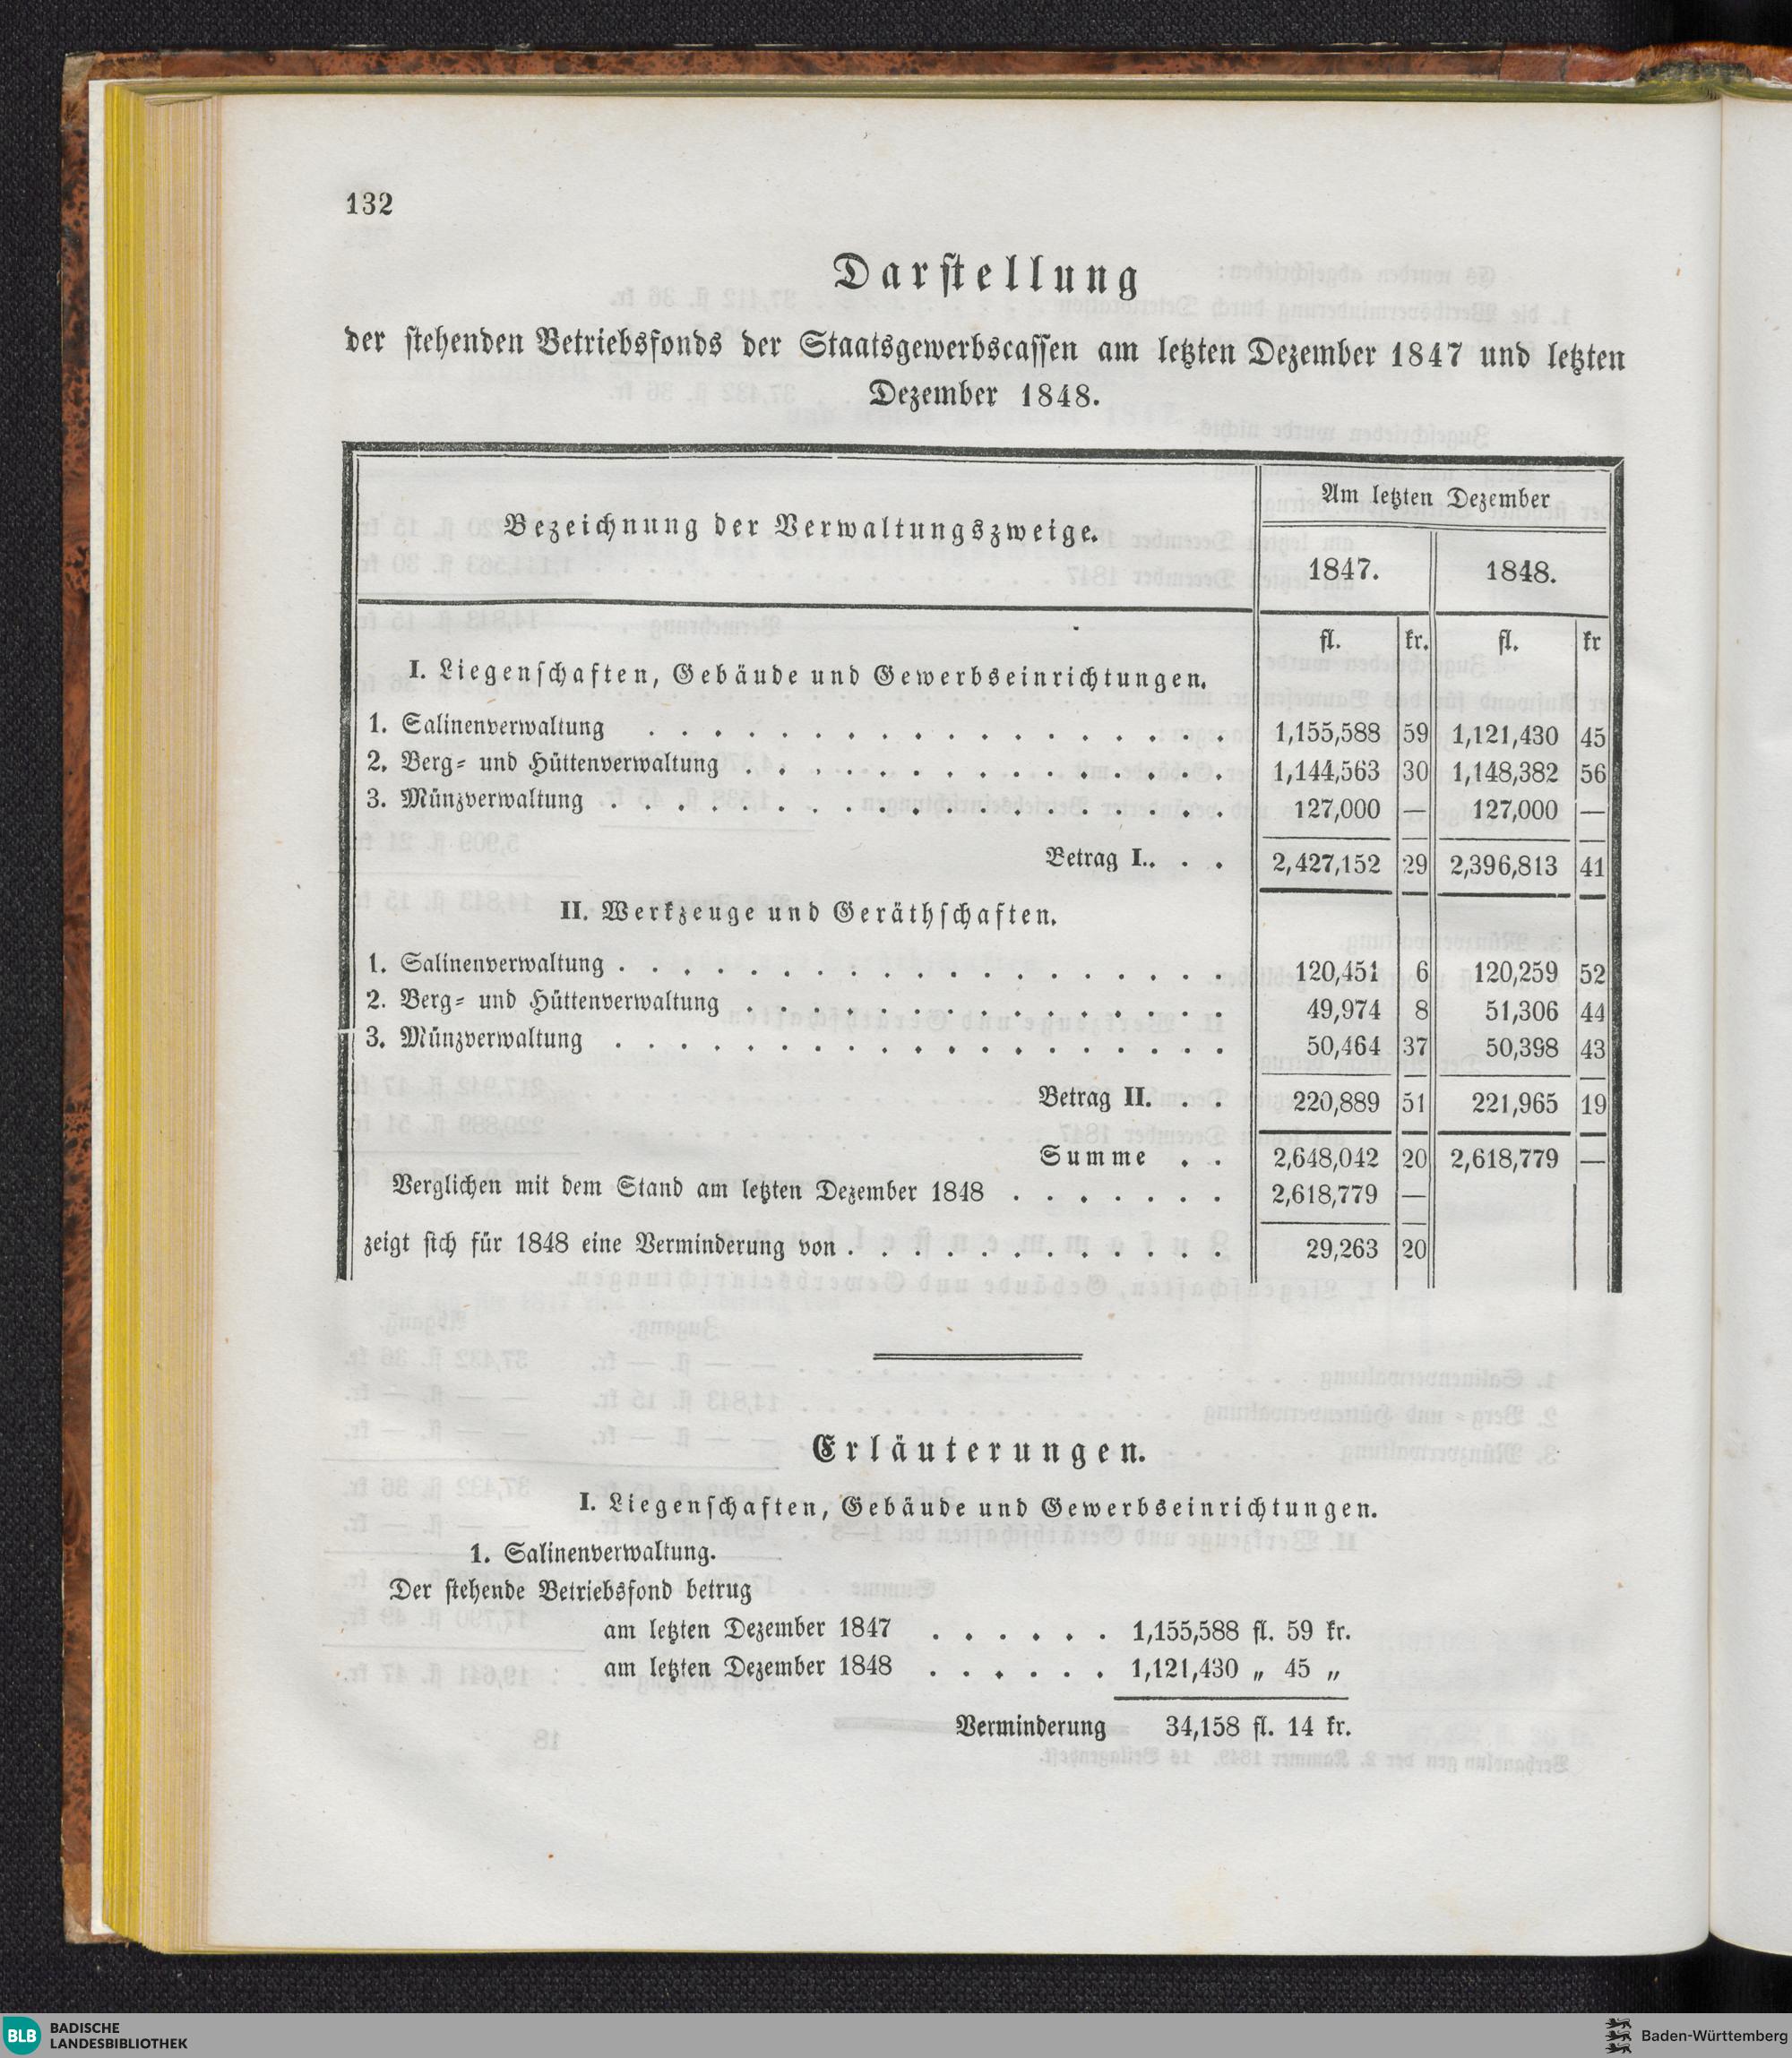 132
Darstellung
der stehenden Betriebsfonds der Staatsgewerbscassen am letzten Dezember 1847 und letzten
Dezember 1848.
Bezeichnung der Verwaltungszweige.
Am letzten Dezember
1847. 1848.
fl. kr. fl. kr
I. Liegenschaften, Gebäude und Gewerbseinrichtungen.
1. Salinenverwaltung . . . . . . . . . . . . . . . . . . 1,155,588 59 1,121,430 45
2. Berg- und Hüttenverwaltung . . . . . . . . . . . . . . . 1,144,563 30 1,148,382 56
3. Münzverwaltung . . . . . . . . . . . . . . . . . . . 127,000 — 127,000 —
Betrag I.. . . 2,427,152 29 2,396,813 41
II. Werkzeuge und Geräthschaften.
1. Salinenverwaltung . . . . . . . . . . . . . . . . . . . 120,451 6 120,259 52
2. Berg- und Hüttenverwaltung . . . . . . . . . . . . . . . 49,974 8 51,306 44
3. Münzverwaltung . . . . . . . . . . . . . . . . . . . 50,464 37 50,398 43
Betrag II. . . 220,889 51 221,965 19
Summe . . 2,648,042 20 2,618,779 —
Verglichen mit dem Stand am letzten Dezember 1848 . . . . . . . 2,618,779 —
zeigt sich für 1848 eine Verminderung von . . . . . . . . . . . . 29,263 20
Erläuterungen.
I. Liegenschaften, Gebäude und Gewerbseinrichtungen.
1. Salinenverwaltung.
Der stehende Betriebsfond betrug
am letzten Dezember 1847 . . . . . . 1,155,588 fl. 59 kr.
am letzten Dezember 1848 . . . . . . 1,121,430 „ 45 „
Verminderung 34,158 fl. 14 kr.
BLB BADISCHE
LANDESBIBLIOTHEK
Baden-Württemberg